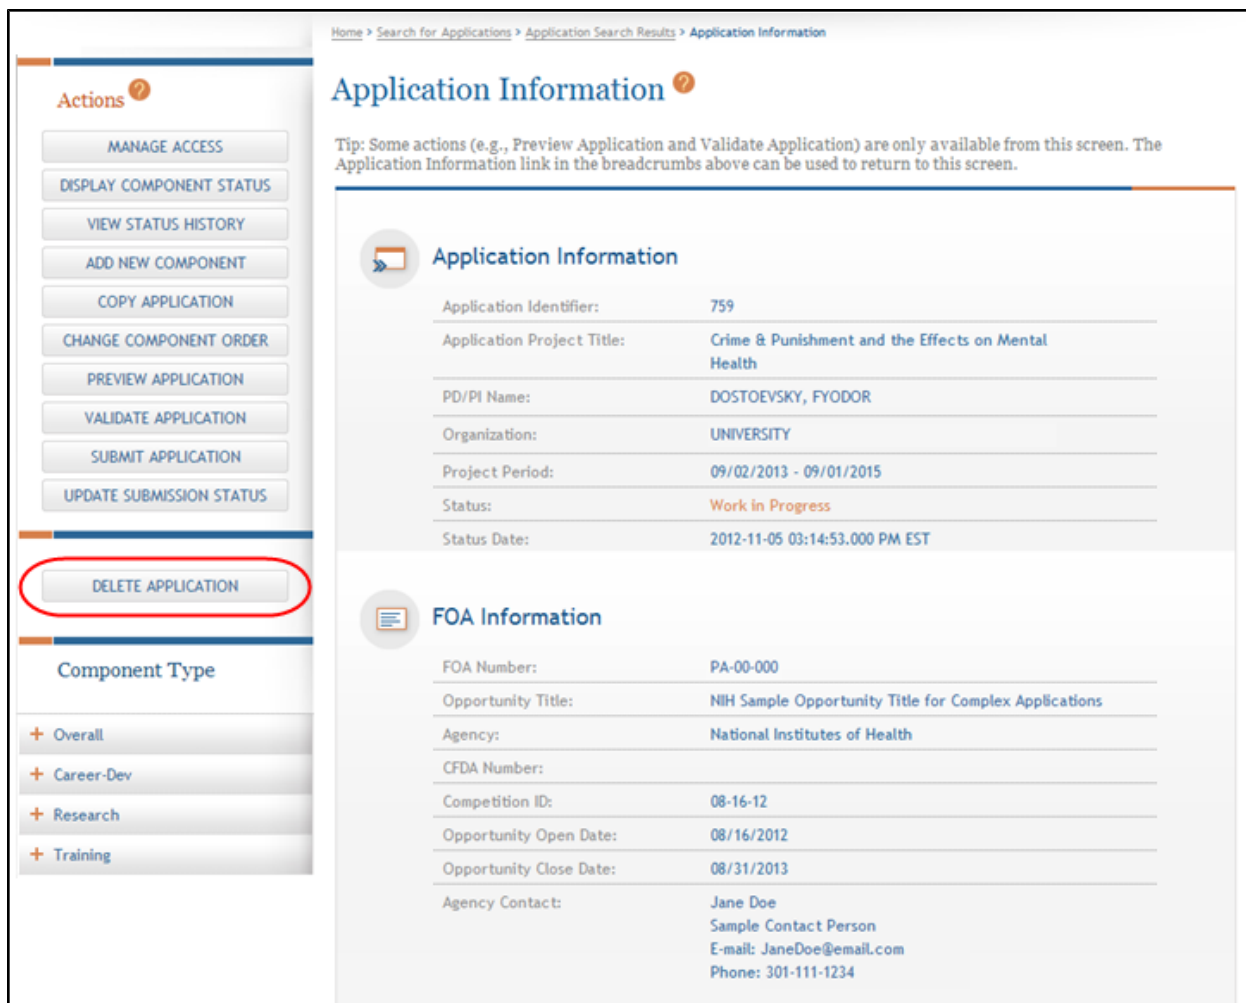 Home > Search for Applications > Application Search Results > Application Information
Actions ?
MANAGE ACCESS
DISPLAY COMPONENT STATUS
VIEW STATUS HISTORY
ADD NEW COMPONENT
COPY APPLICATION
CHANGE COMPONENT ORDER
PREVIEW APPLICATION
VALIDATE APPLICATION
SUBMIT APPLICATION
UPDATE SUBMISSION STATUS
DELETE APPLICATION
Component Type
+ Overall
+ Career-Dev
+ Research
+ Training
Application Information ?
Tip: Some actions (e.g., Preview Application and Validate Application) are only available from this screen. The
Application Information link in the breadcrumbs above can be used to return to this screen.
Application Information
Application Identifier: 759
Application Project Title: Crime & Punishment and the Effects on Mental
Health
PD/PI Name: DOSTOEVSKY, FYODOR
Organization: UNIVERSITY
Project Period: 09/02/2013 - 09/01/2015
Status: Work in Progress
Status Date: 2012-11-05 03:14:53.000 PM EST
FOA Information
FOA Number: PA-00-000
Opportunity Title: NIH Sample Opportunity Title for Complex Applications
Agency: National Institutes of Health
CFDA Number:
Competition ID: 08-16-12
Opportunity Open Date: 08/16/2012
Opportunity Close Date: 08/31/2013
Agency Contact: Jane Doe
Sample Contact Person
E-mail: JaneDoe@email.com
Phone: 301-111-1234